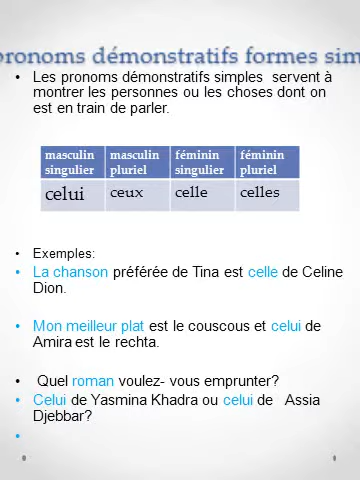 pronoms démonstratifs formes sim
• Les pronoms démonstratifs simples servent à
montrer les personnes ou les choses dont on
est en train de parler.
masculin singulier masculin pluriel féminin singulier féminin pluriel
celui ceux celle celles
• Exemples:
• La chanson préférée de Tina est celle de Celine
Dion.
• Mon meilleur plat est le couscous et celui de
Amira est le rechta.
• Quel roman voulez- vous emprunter?
• Celui de Yasmina Khadra ou celui de Assia
Djebbar?
•